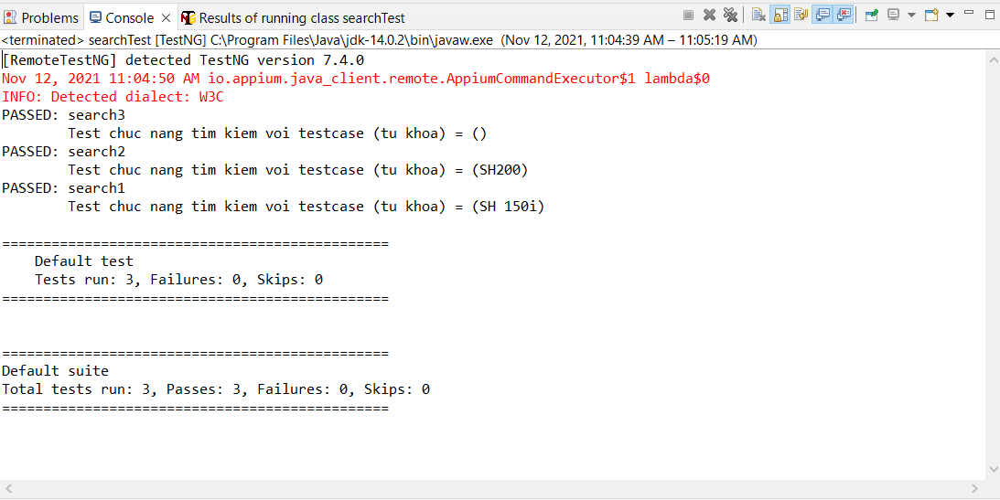 Problems Console Results of running class searchTest
<terminated> searchTest [TestNG] C:\Program Files\Java\jdk-14.0.2\bin\javaw.exe (Nov 12, 2021, 11:04:39 AM – 11:05:19 AM)
[RemoteTestNG] detected TestNG version 7.4.0
Nov 12, 2021 11:04:50 AM io.appium.java_client.remote.AppiumCommandExecutor$1 lambda$0
INFO: Detected dialect: W3C
PASSED: search3
        Test chuc nang tim kiem voi testcase (tu khoa) = ()
PASSED: search2
        Test chuc nang tim kiem voi testcase (tu khoa) = (SH200)
PASSED: search1
        Test chuc nang tim kiem voi testcase (tu khoa) = (SH 150i)
===============================================
    Default test
    Tests run: 3, Failures: 0, Skips: 0
===============================================
===============================================
Default suite
Total tests run: 3, Passes: 3, Failures: 0, Skips: 0
===============================================